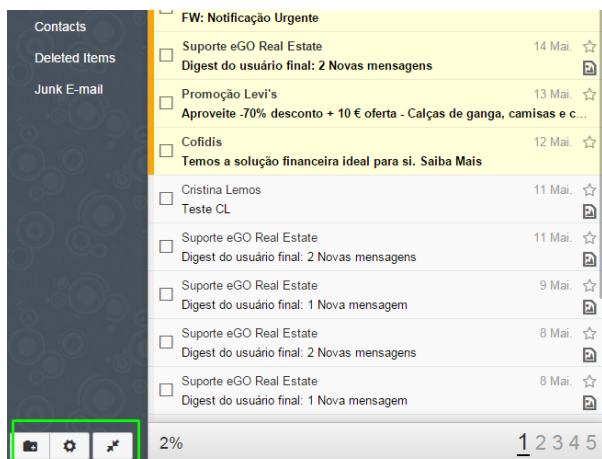 Contacts
Deleted Items
Junk E-mail
FW: Notificação Urgente
Suporte eGO Real Estate 14 Mai.
Digest do usuário final: 2 Novas mensagens
Promoção Levi's 13 Mai.
Aproveite -70% desconto + 10 € oferta - Calças de ganga, camisas e c...
Cofidis 12 Mai.
Temos a solução financeira ideal para si. Saiba Mais
Cristina Lemos 11 Mai.
Teste CL
Suporte eGO Real Estate 11 Mai.
Digest do usuário final: 2 Novas mensagens
Suporte eGO Real Estate 9 Mai.
Digest do usuário final: 1 Nova mensagem
Suporte eGO Real Estate 8 Mai.
Digest do usuário final: 2 Novas mensagens
Suporte eGO Real Estate 8 Mai.
Digest do usuário final: 1 Nova mensagem
2% 1 2 3 4 5